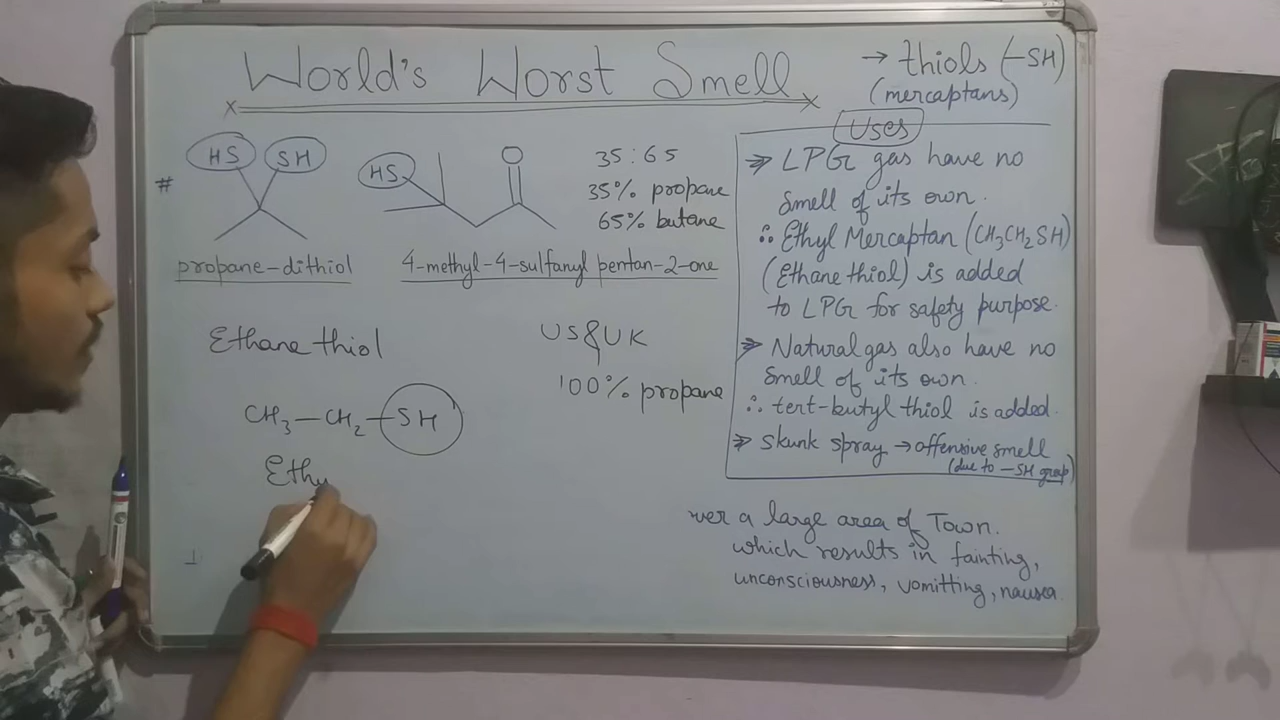 World's Worst Smell
→ thiols (–SH)
(mercaptans)
HS SH
#
propane-dithiol
HS O
4-methyl-4-sulfanyl pentan-2-one
35:65
35% propane
65% butane
Ethane thiol
CH₃–CH₂–SH
Ethy
US & UK
100% propane
Uses
⇒ LPG gas have no
smell of its own.
∴ Ethyl Mercaptan (CH₃CH₂SH)
(Ethane thiol) is added
to LPG for safety purpose.
⇒ Natural gas also have no
smell of its own.
∴ tert-butyl thiol is added.
⇒ skunk spray → offensive smell
(due to –SH group)
ver a large area of Town.
which results in fainting,
unconsciousness, vomitting, nausea.